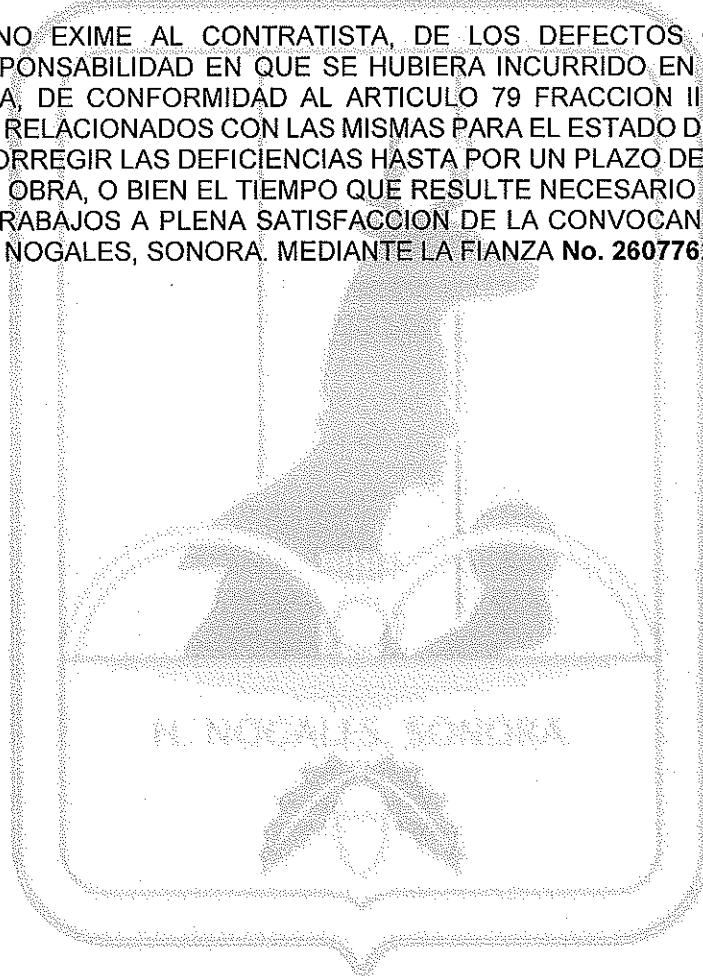 NO EXIME AL CONTRATISTA, DE LOS DEFECTOS
PONSABILIDAD EN QUE SE HUBIERA INCURRIDO EN
A, DE CONFORMIDAD AL ARTICULO 79 FRACCION II
RELACIONADOS CON LAS MISMAS PARA EL ESTADO D
ORREGIR LAS DEFICIENCIAS HASTA POR UN PLAZO DE
OBRA, O BIEN EL TIEMPO QUE RESULTE NECESARIO
RABAJOS A PLENA SATISFACCION DE LA CONVOCAN
NOGALES, SONORA. MEDIANTE LA FIANZA No. 260776
H. NOGALES, SONORA